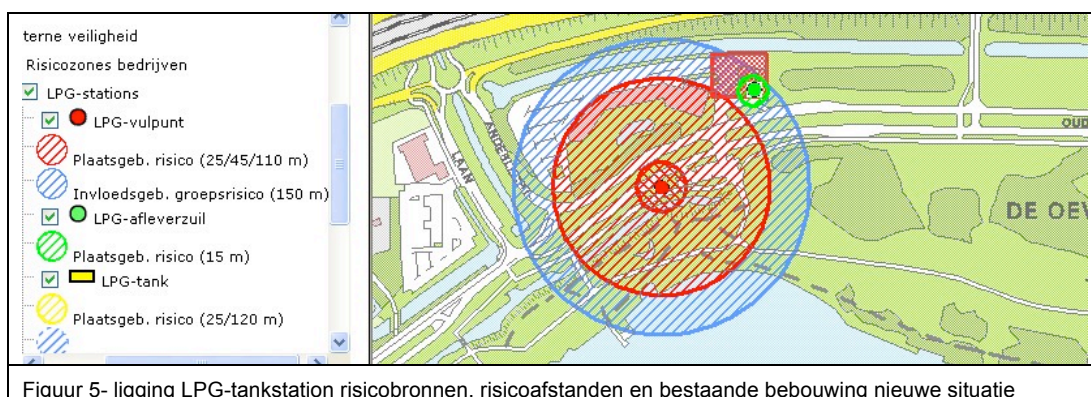 terne veiligheid
Risicozones bedrijven
LPG-stations
LPG-vulpunt
Plaatsgeb. risico (25/45/110 m)
Invloedsgeb. groepsrisico (150 m)
LPG-afleverzuil
Plaatsgeb. risico (15 m)
LPG-tank
Plaatsgeb. risico (25/120 m)
LAAN
OUD
DE OEV
Figuur 5- ligging LPG-tankstation risicobronnen, risicoafstanden en bestaande bebouwing nieuwe situatie